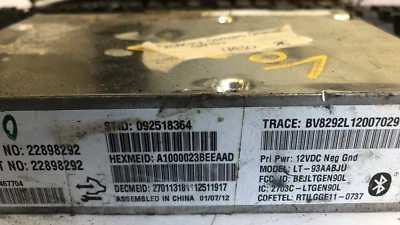 STID: 092518364
TRACE: BV8292L12007029
NO: 22898292
T NO: 22898292
HEXMEID: A1000023BEEAAD
Pri Pwr: 12VDC Neg Gnd
MODEL: LT-93AABJU
FCC ID: BEJLTGEN90L
IC: 2703C-LTGEN90L
COFETEL: RTILGGE11-0737
467704
DECMEID: 270113181112511917
ASSEMBLED IN CHINA 01/07/12